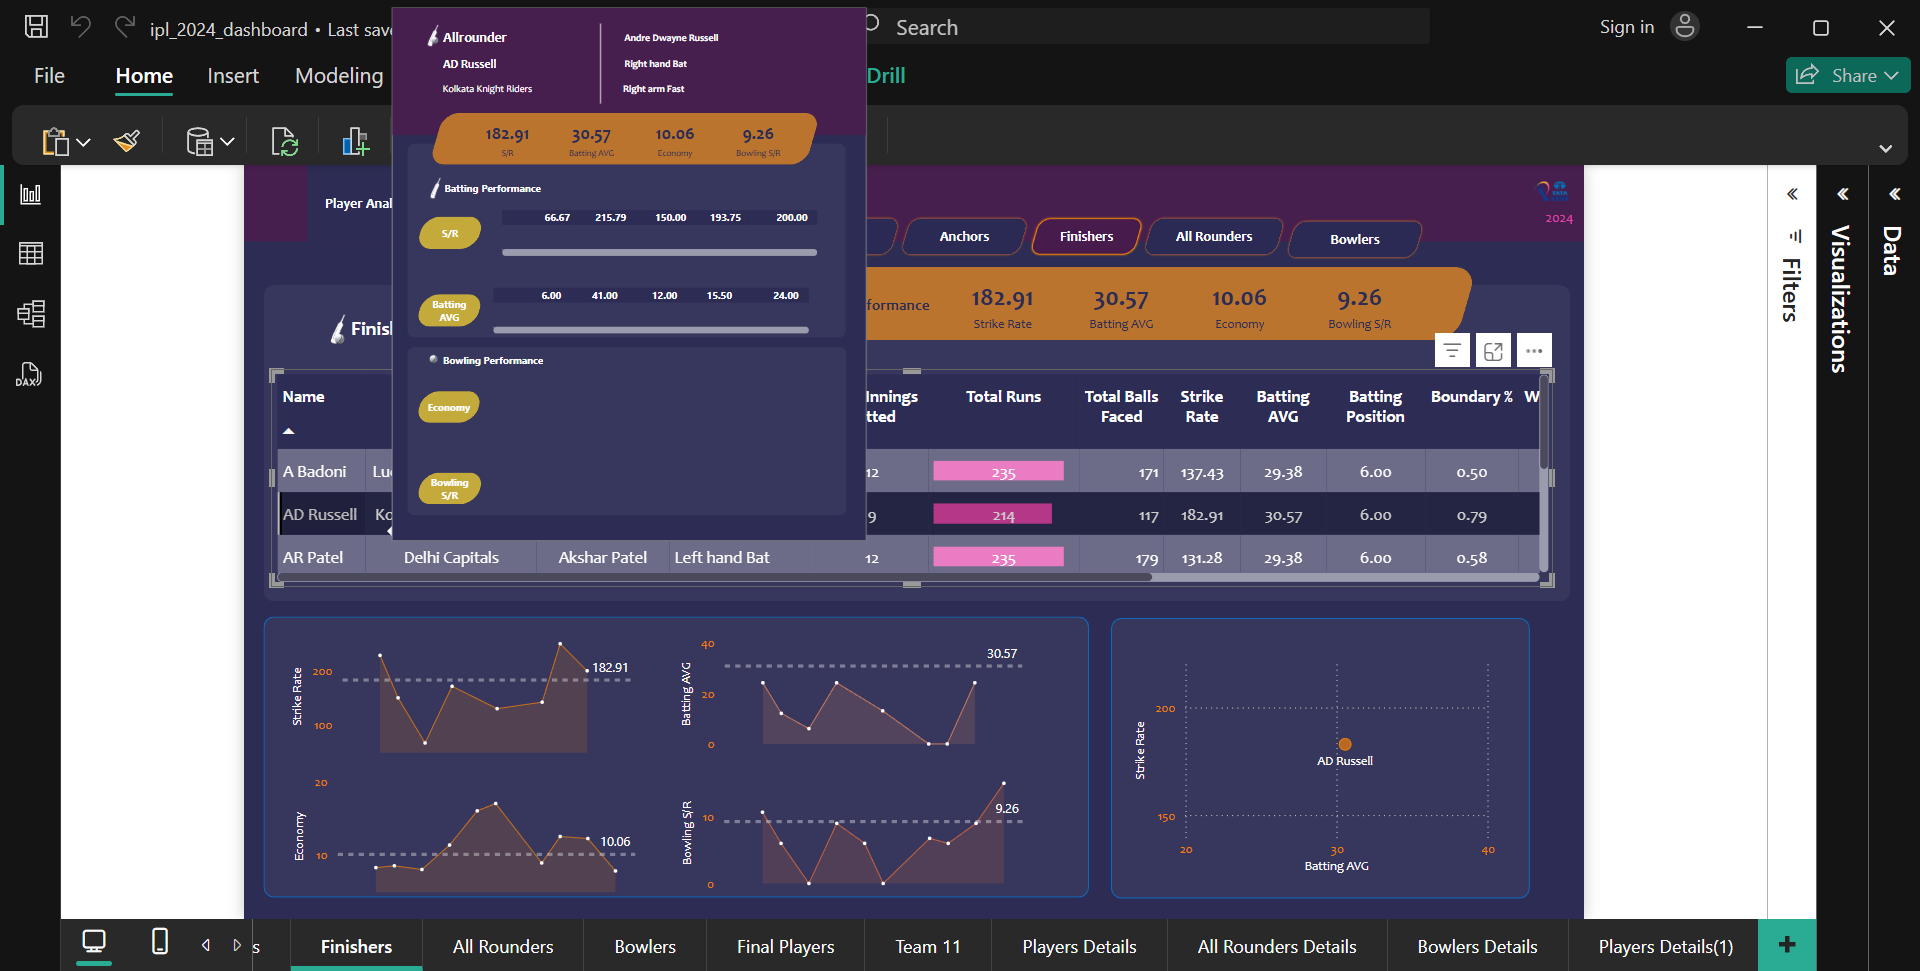 ipl_2024_dashboard • Last save
Search
Sign in
File
Home
Insert
Modeling
Drill
Share
Allrounder
AD Russell
Kolkata Knight Riders
Andre Dwayne Russell
Right hand Bat
Right arm Fast
182.91
30.57
10.06
9.26
S/R
Batting AVG
Economy
Bowling S/R
Batting Performance
S/R
66.67 215.79 150.00 193.75 200.00
Batting
AVG
6.00 41.00 12.00 15.50 24.00
Bowling Performance
Economy
Bowling
S/R
Player Anal
2024
Anchors
Finishers
All Rounders
Bowlers
Finish
formance
182.91
30.57
10.06
9.26
Strike Rate
Batting AVG
Economy
Bowling S/R
Name
Innings
tted
Total Runs
Total Balls
Faced
Strike
Rate
Batting
AVG
Batting
Position
Boundary %
W
A Badoni Luc 12 235 171 137.43 29.38 6.00 0.50
AD Russell Ko 9 214 117 182.91 30.57 6.00 0.79
AR Patel Delhi Capitals Akshar Patel Left hand Bat 12 235 179 131.28 29.38 6.00 0.58
Strike Rate
200
100
182.91
Batting AVG
40
20
0
30.57
Economy
20
10
10.06
Bowling S/R
10
0
9.26
Strike Rate
200
150
AD Russell
20 30 40
Batting AVG
Filters
Visualizations
Data
DAX
s
Finishers
All Rounders
Bowlers
Final Players
Team 11
Players Details
All Rounders Details
Bowlers Details
Players Details(1)
+